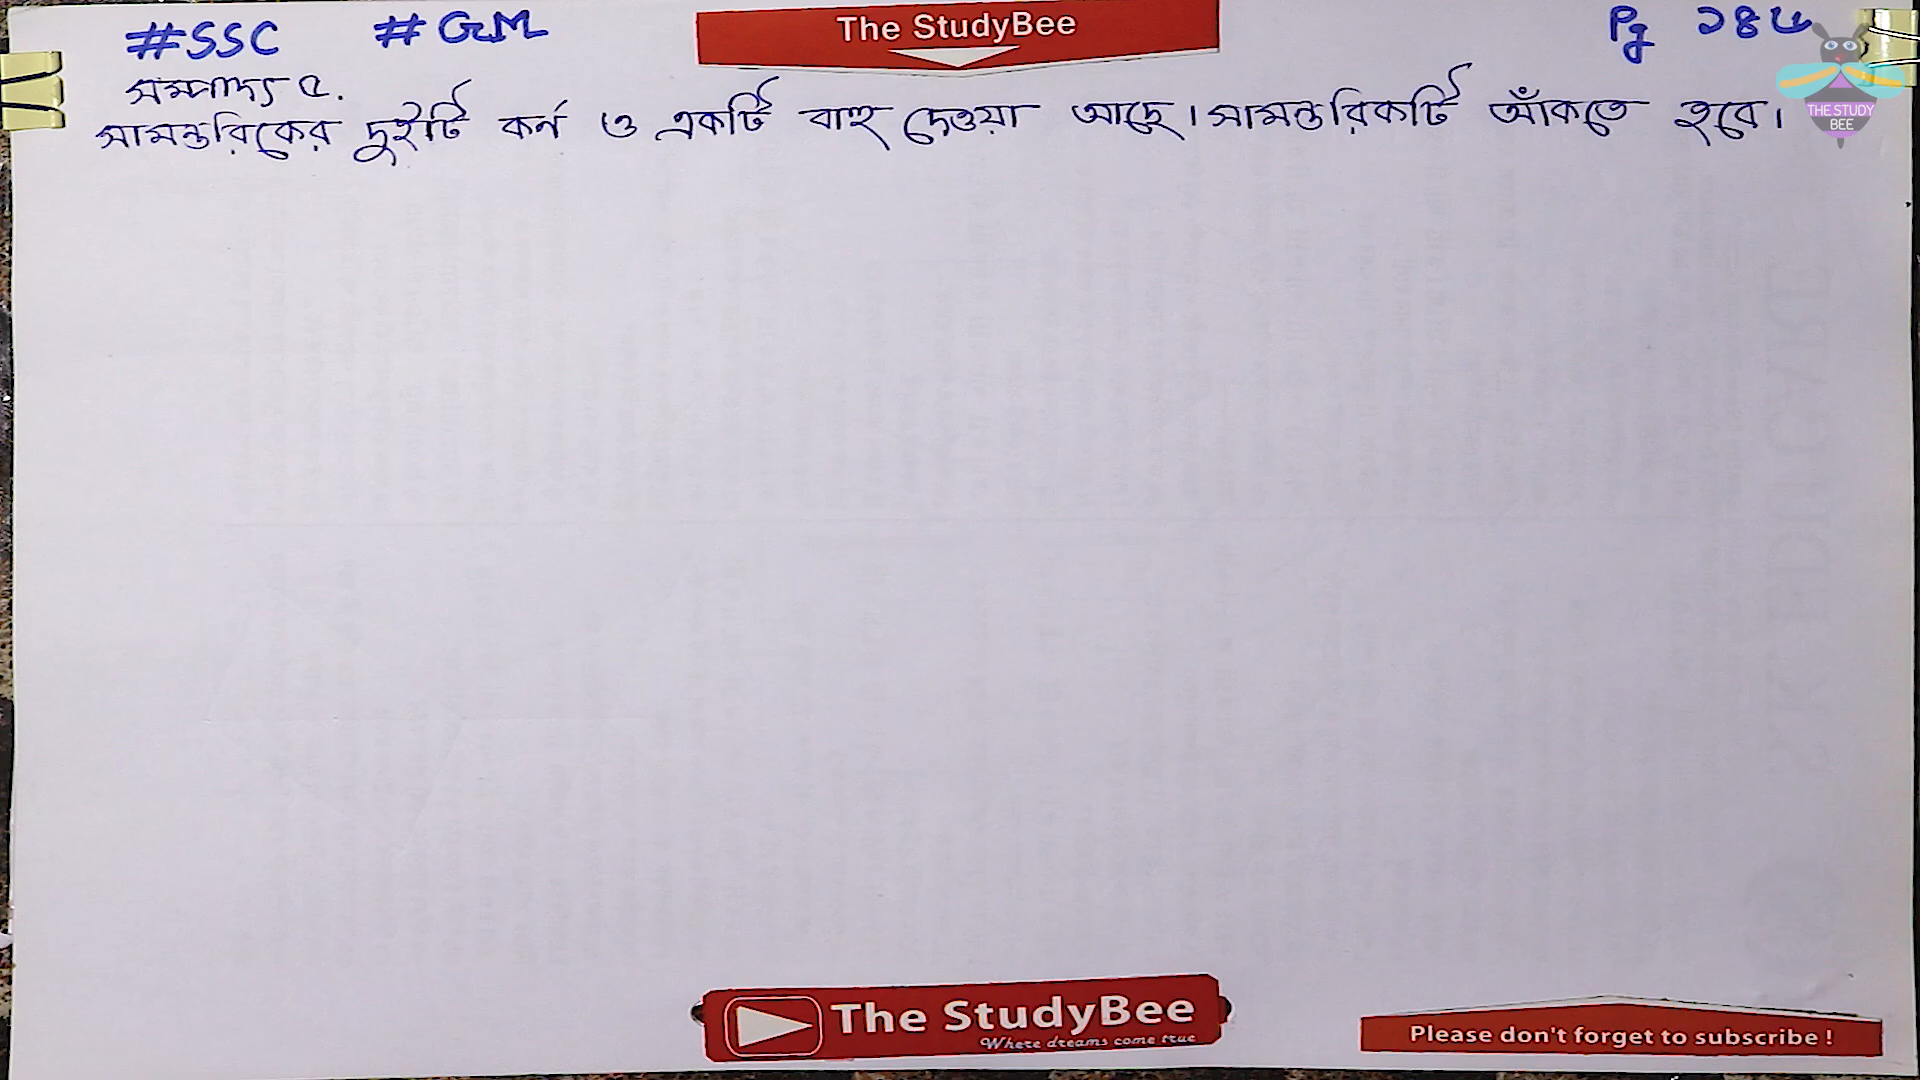 #SSC #GM The StudyBee Pg ১৪৬
সম্পাদ্য ৫.
সামন্তরিকের দুইটি কর্ন ও একটি বাহু দেওয়া আছে। সামন্তরিকটি আঁকতে হবে।
THE STUDY
BEE
The StudyBee
Where dreams come true
Please don't forget to subscribe !